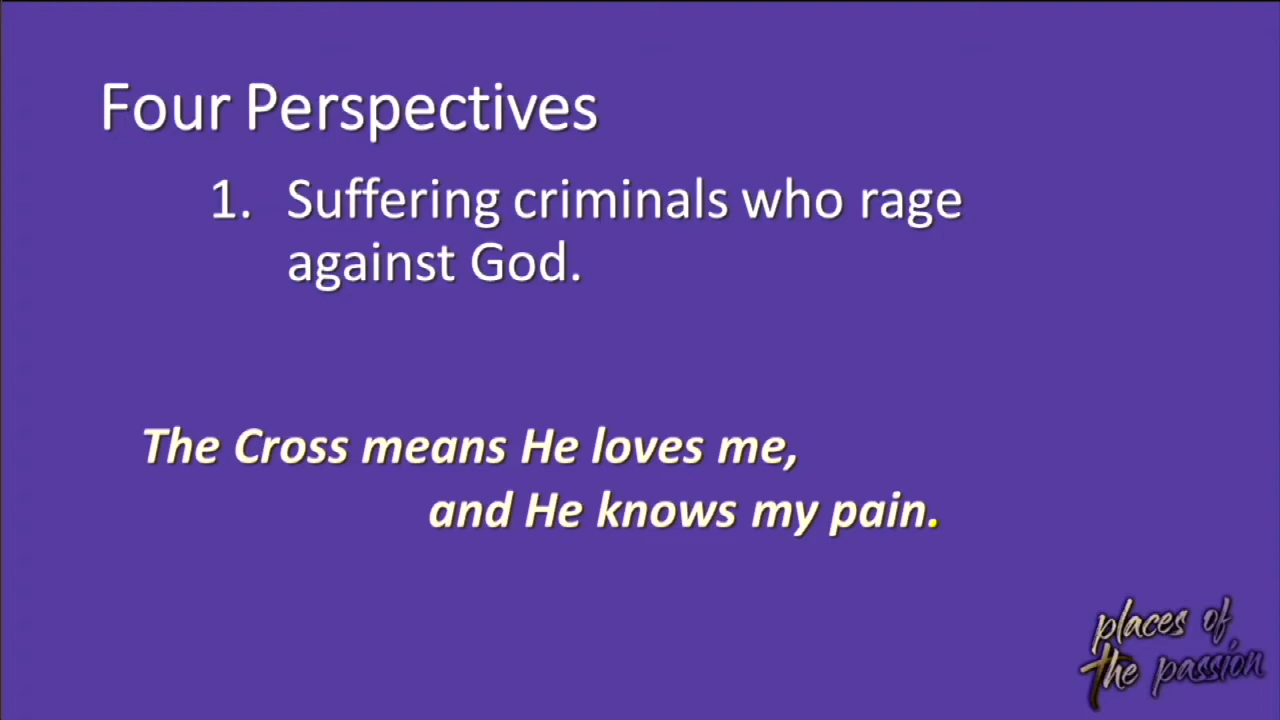 Four Perspectives
1. Suffering criminals who rage
against God.
The Cross means He loves me,
and He knows my pain.
places of
the passion